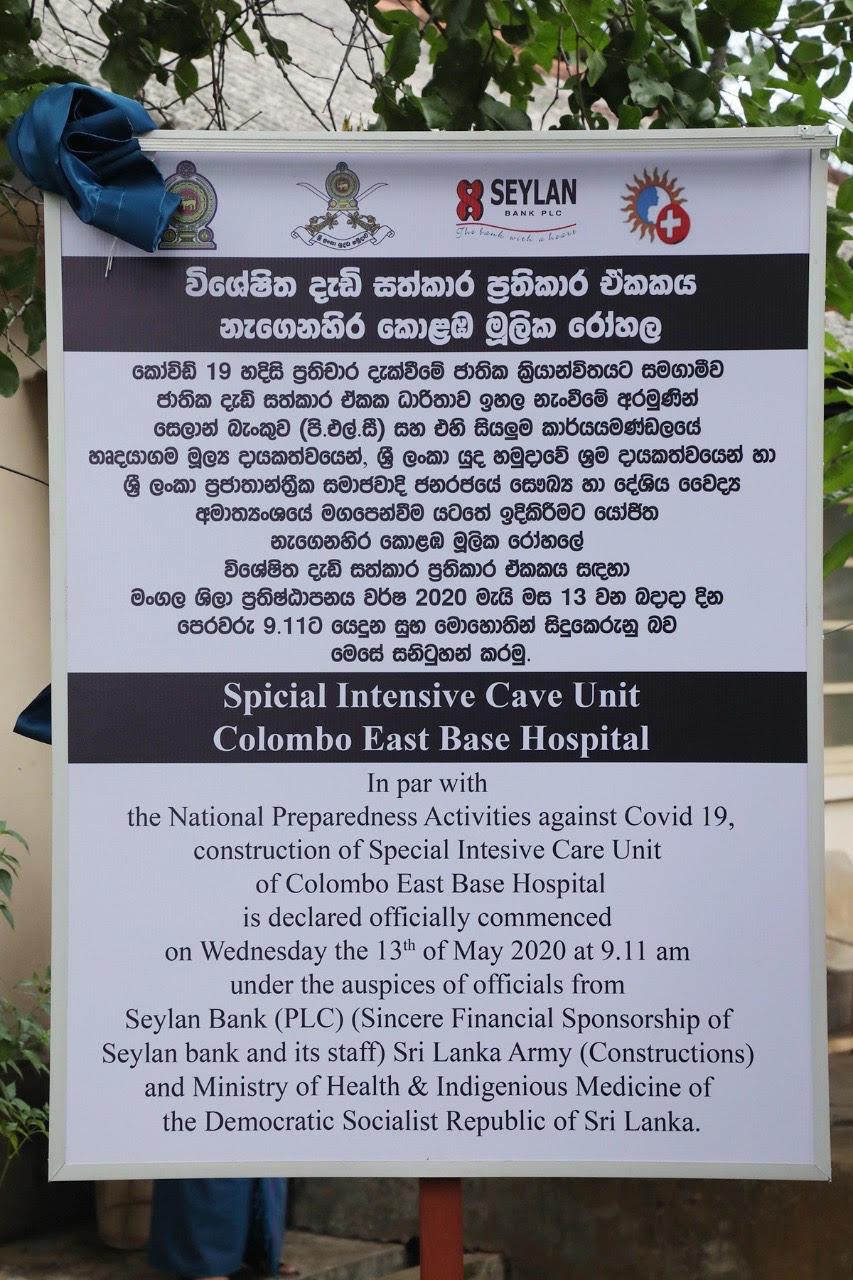 ශ්‍රී ලංකා යුද්ධ හමුදාව
SEYLAN
BANK PLC
The bank with a heart
විශේෂිත දැඩි සත්කාර ප්‍රතිකාර ඒකකය
නැගෙනහිර කොළඹ මූලික රෝහල
කෝවිඩ් 19 හදිසි ප්‍රතිචාර දැක්වීමේ ජාතික ක්‍රියාන්විතයට සමගාමීව
ජාතික දැඩි සත්කාර ඒකක ධාරිතාව ඉහල නැංවීමේ අරමුණින්
සෙලාන් බැංකුව (පි.එල්.සී) සහ එහි සියලුම කාර්යයමණ්ඩලයේ
හෘදයාගම මූල්‍ය දායකත්වයෙන්, ශ්‍රී ලංකා යුද හමුදාවේ ශ්‍රම දායකත්වයෙන් හා
ශ්‍රී ලංකා ප්‍රජාතාන්ත්‍රීක සමාජවාදි ජනරජයේ සෞඛ්‍ය හා දේශිය වෛද්‍ය
අමාත්‍යංශයේ මගපෙන්වීම යටතේ ඉදිකිරීමට යෝජිත
නැගෙනහිර කොළඹ මූලික රෝහලේ
විශේෂිත දැඩි සත්කාර ප්‍රතිකාර ඒකකය සඳහා
මංගල ශිලා ප්‍රතිෂ්ඨාපනය වර්ෂ 2020 මැයි මස 13 වන බදාදා දින
පෙරවරු 9.11ට යෙදුන සුභ මොහොතින් සිදුකෙරුනු බව
මෙසේ සනිටුහන් කරමු.
Spicial Intensive Cave Unit
Colombo East Base Hospital
In par with
the National Preparedness Activities against Covid 19,
construction of Special Intesive Care Unit
of Colombo East Base Hospital
is declared officially commenced
on Wednesday the 13th of May 2020 at 9.11 am
under the auspices of officials from
Seylan Bank (PLC) (Sincere Financial Sponsorship of
Seylan bank and its staff) Sri Lanka Army (Constructions)
and Ministry of Health & Indigenious Medicine of
the Democratic Socialist Republic of Sri Lanka.